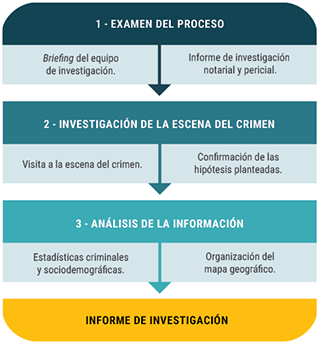 1 - EXAMEN DEL PROCESO
Briefing del equipo
de investigación.
Informe de investigación
notarial y pericial.
2 - INVESTIGACIÓN DE LA ESCENA DEL CRIMEN
Visita a la escena del crimen.
Confirmación de las
hipótesis planteadas.
3 - ANÁLISIS DE LA INFORMACIÓN
Estadísticas criminales
y sociodemográficas.
Organización del
mapa geográfico.
INFORME DE INVESTIGACIÓN